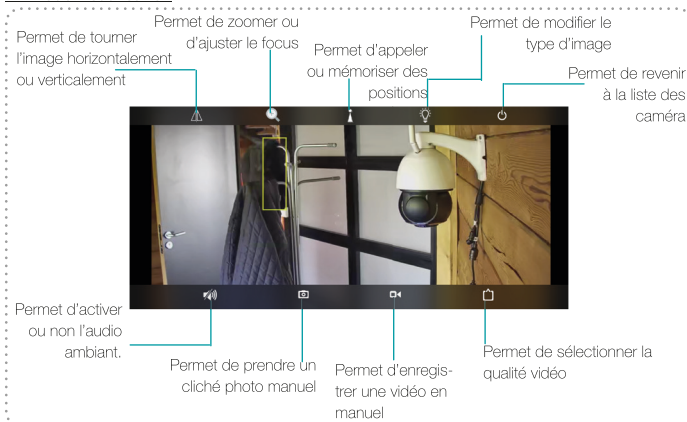 Permet de tourner
l'image horizontalement
ou verticalement
Permet de zoomer ou
d'ajuster le focus
Permet d'appeler
ou mémoriser des
positions
Permet de modifier le
type d'image
Permet de revenir
à la liste des
caméra
Permet d'activer
ou non l'audio
ambiant.
Permet de prendre un
cliché photo manuel
Permet d'enregis-
trer une vidéo en
manuel
Permet de sélectionner la
qualité vidéo